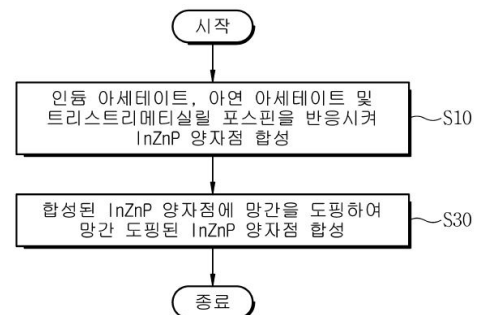 시작
인듐 아세테이트, 아연 아세테이트 및
트리스트리메티실릴 포스핀을 반응시켜
InZnP 양자점 합성
S10
합성된 InZnP 양자점에 망간을 도핑하여
망간 도핑된 InZnP 양자점 합성
S30
종료